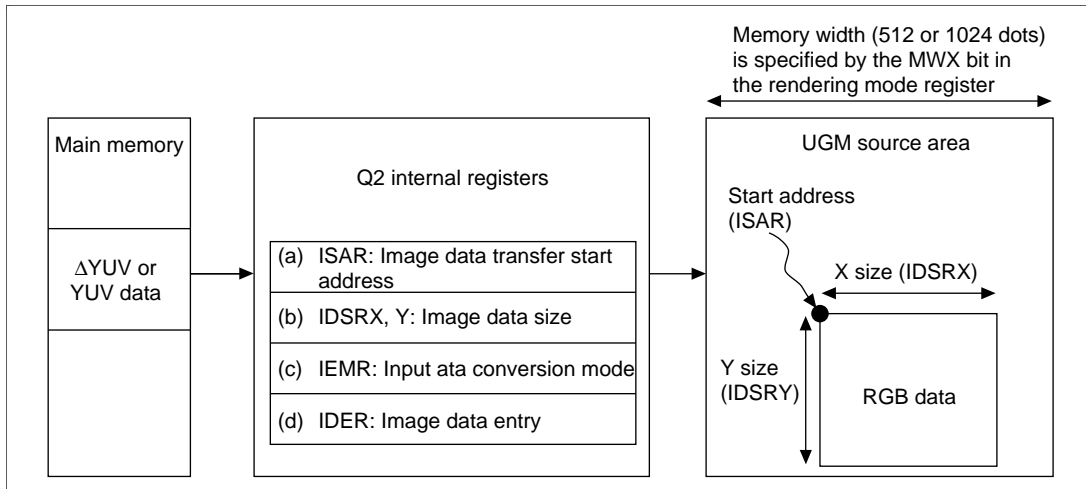 Memory width (512 or 1024 dots)
is specified by the MWX bit in
the rendering mode register
Main memory
ΔYUV or
YUV data
Q2 internal registers
(a) ISAR: Image data transfer start
address
(b) IDSRX, Y: Image data size
(c) IEMR: Input ata conversion mode
(d) IDER: Image data entry
UGM source area
Start address
(ISAR)
X size (IDSRX)
Y size
(IDSRY)
RGB data